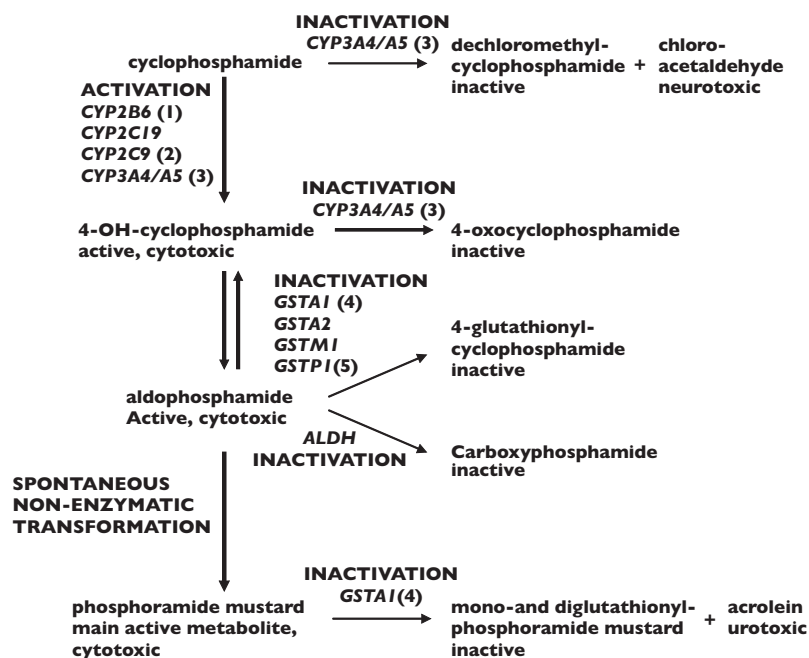 INACTIVATION
CYP3A4/A5 (3)
cyclophosphamide
dechloromethyl-
cyclophosphamide
inactive
+
chloro-
acetaldehyde
neurotoxic
ACTIVATION
CYP2B6 (1)
CYP2C19
CYP2C9 (2)
CYP3A4/A5 (3)
INACTIVATION
CYP3A4/A5 (3)
4-OH-cyclophosphamide
active, cytotoxic
4-oxocyclophosphamide
inactive
INACTIVATION
GSTA1 (4)
GSTA2
GSTM1
GSTP1(5)
4-glutathionyl-
cyclophosphamide
inactive
aldophosphamide
Active, cytotoxic
ALDH
INACTIVATION
Carboxyphosphamide
inactive
SPONTANEOUS
NON-ENZYMATIC
TRANSFORMATION
INACTIVATION
GSTA1(4)
phosphoramide mustard
main active metabolite,
cytotoxic
mono-and diglutathionyl-
phosphoramide mustard
inactive
+
acrolein
urotoxic